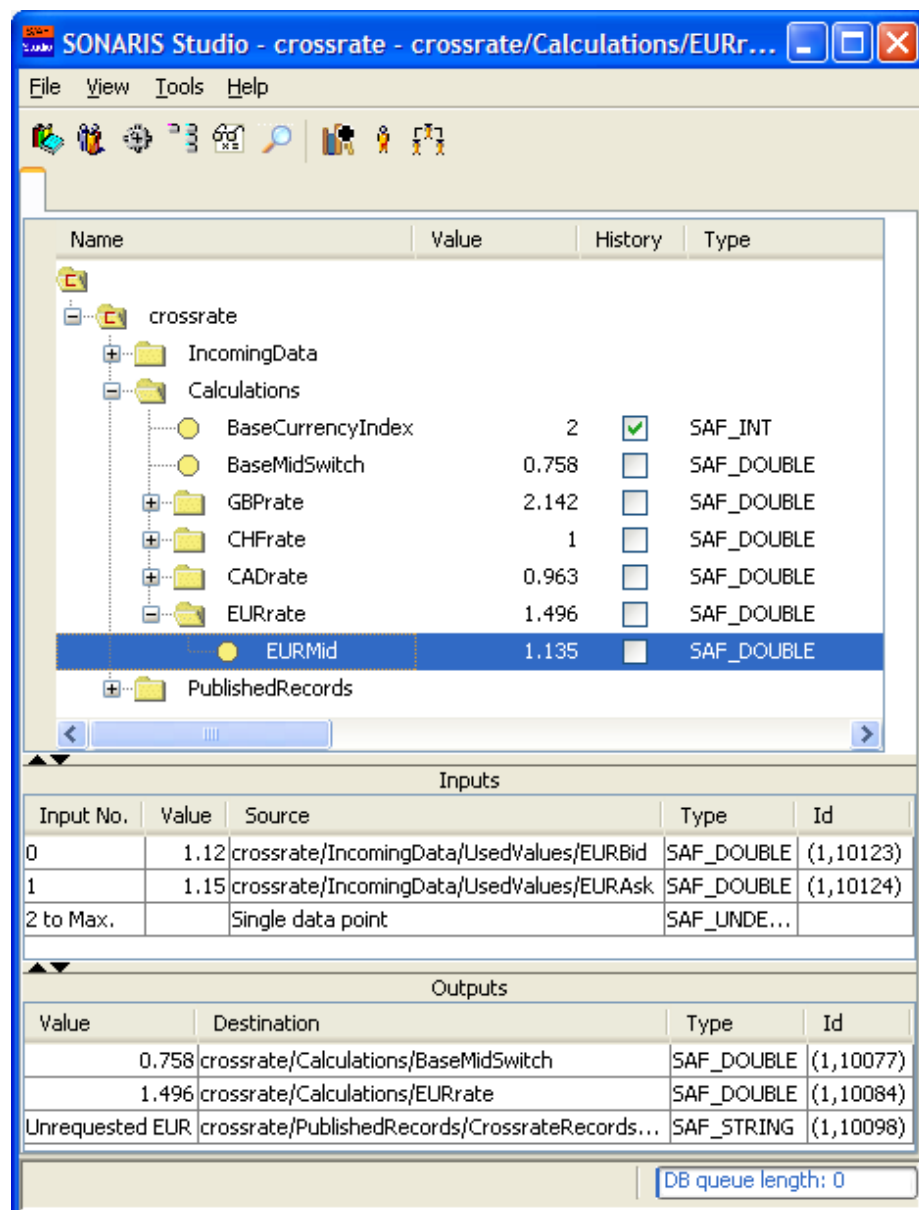 SONARIS Studio - crossrate - crossrate/Calculations/EURr...
File View Tools Help
Name Value History Type
crossrate
IncomingData
Calculations
BaseCurrencyIndex 2 SAF_INT
BaseMidSwitch 0.758 SAF_DOUBLE
GBPrate 2.142 SAF_DOUBLE
CHFrate 1 SAF_DOUBLE
CADrate 0.963 SAF_DOUBLE
EURrate 1.496 SAF_DOUBLE
EURMid 1.135 SAF_DOUBLE
PublishedRecords
Inputs
Input No. Value Source Type Id
0 1.12 crossrate/IncomingData/UsedValues/EURBid SAF_DOUBLE (1,10123)
1 1.15 crossrate/IncomingData/UsedValues/EURAsk SAF_DOUBLE (1,10124)
2 to Max. Single data point SAF_UNDE...
Outputs
Value Destination Type Id
0.758 crossrate/Calculations/BaseMidSwitch SAF_DOUBLE (1,10077)
1.496 crossrate/Calculations/EURrate SAF_DOUBLE (1,10084)
Unrequested EUR crossrate/PublishedRecords/CrossrateRecords... SAF_STRING (1,10098)
DB queue length: 0